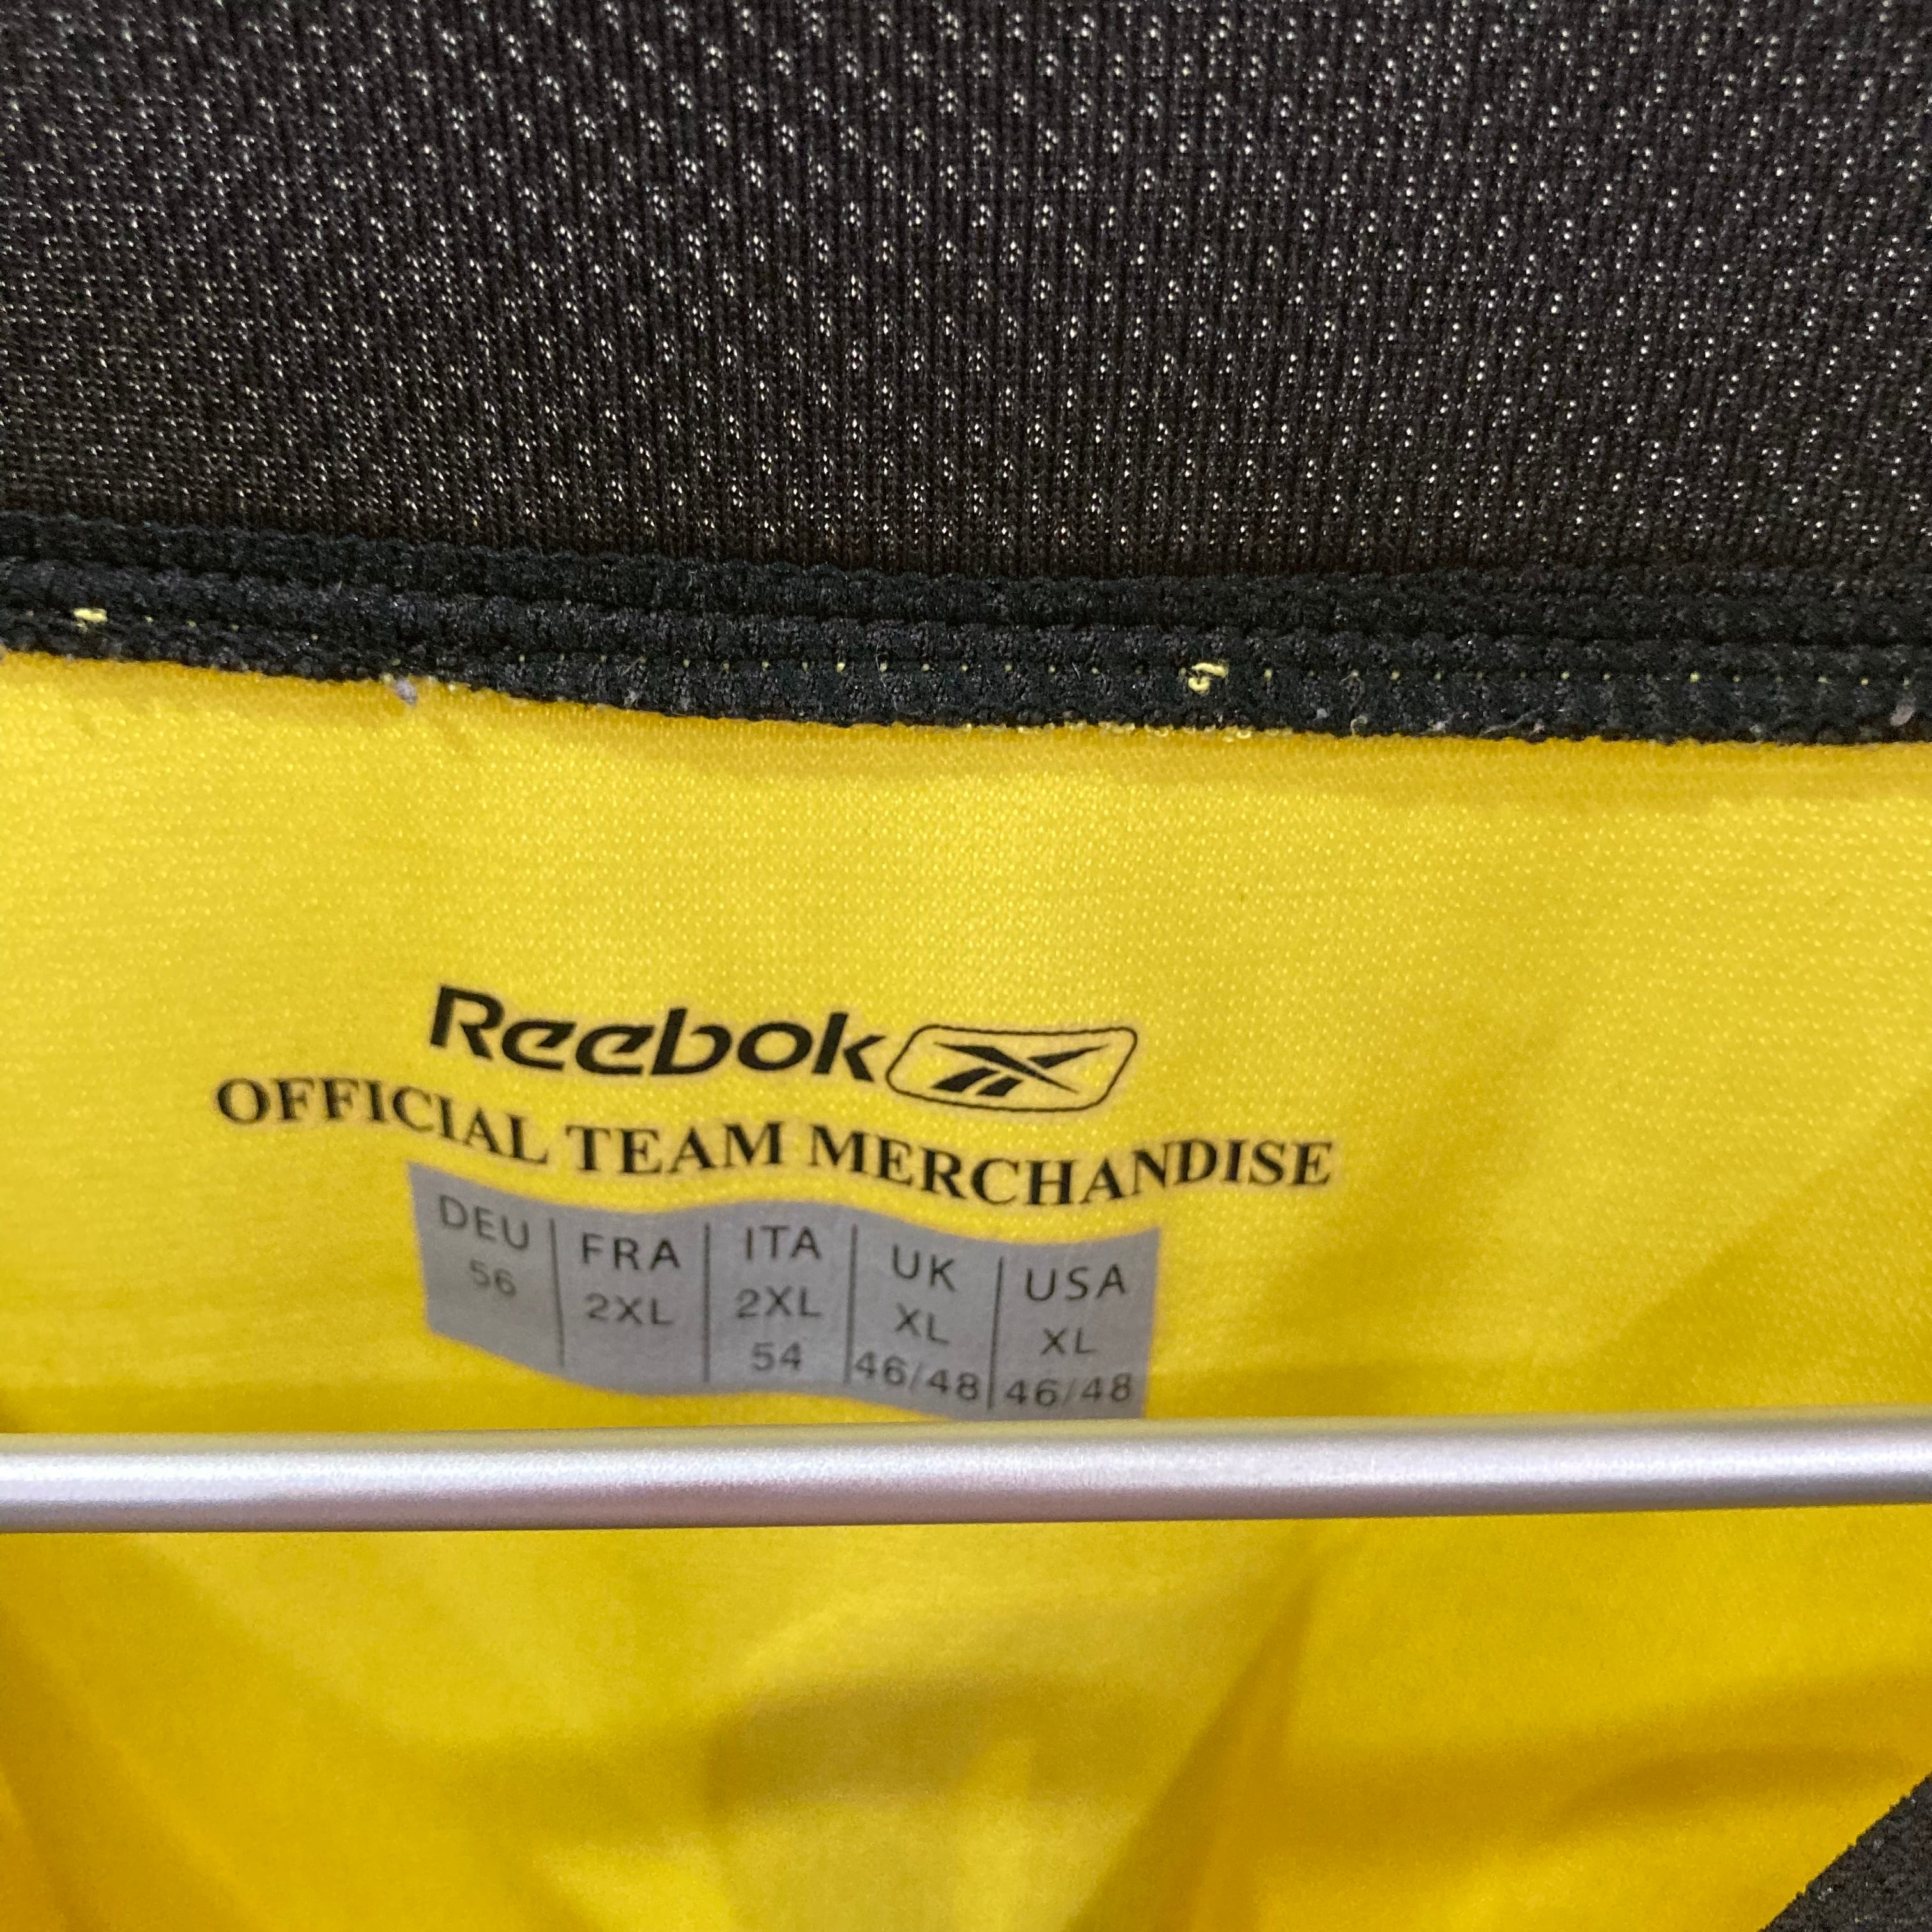 Reebok
OFFICIAL TEAM MERCHANDISE
DEU FRA ITA UK USA
56 2XL 2XL XL XL
54 46/48 46/48